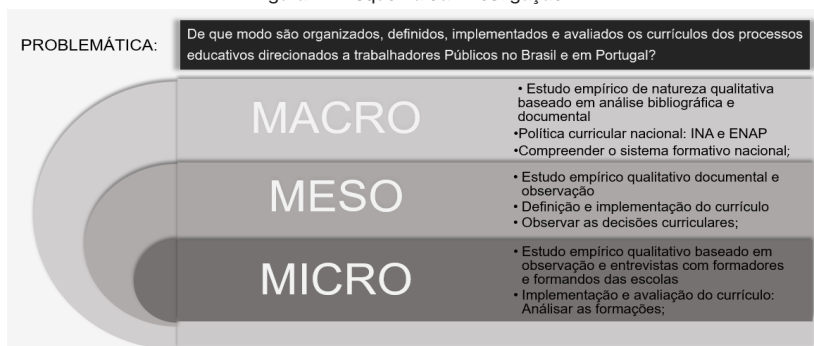 PROBLEMÁTICA:
De que modo são organizados, definidos, implementados e avaliados os currículos dos processos
educativos direcionados a trabalhadores Públicos no Brasil e em Portugal?
MACRO
• Estudo empírico de natureza qualitativa
baseado em análise bibliográfica e
documental
•Política curricular nacional: INA e ENAP
•Compreender o sistema formativo nacional;
MESO
• Estudo empírico qualitativo documental e
observação
• Definição e implementação do currículo
• Observar as decisões curriculares;
MICRO
• Estudo empírico qualitativo baseado em
observação e entrevistas com formadores
e formandos das escolas
• Implementação e avaliação do currículo:
Análisar as formações;